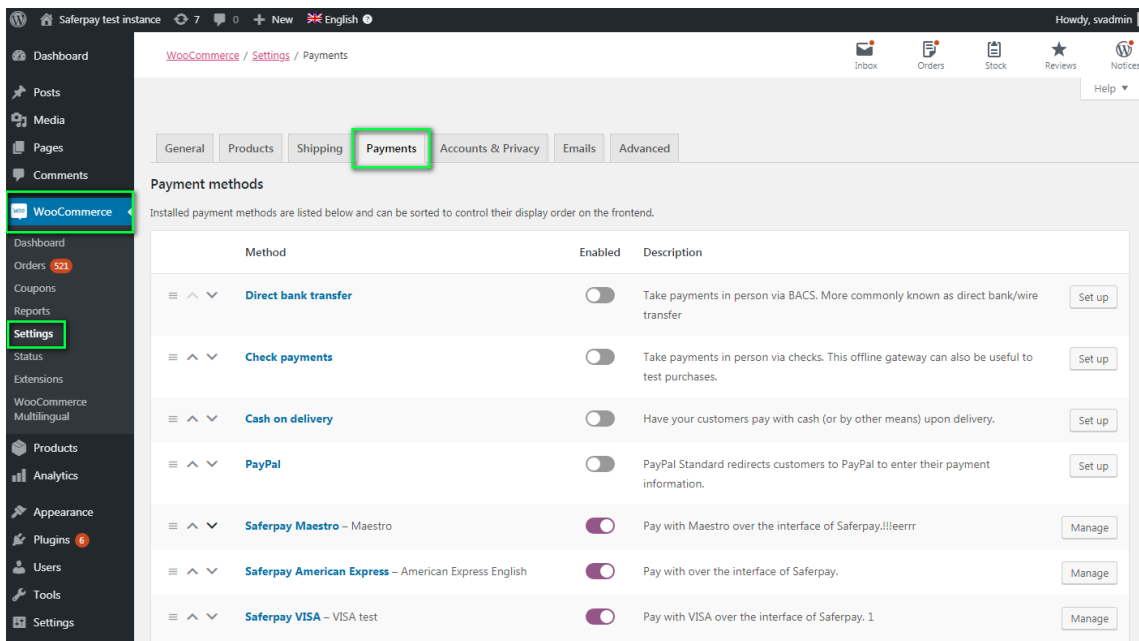 Saferpay test instance 7 0 + New English Howdy, svadmin
Dashboard
Posts
Media
Pages
Comments
WooCommerce
Dashboard
Orders 521
Coupons
Reports
Settings
Status
Extensions
WooCommerce
Multilingual
Products
Analytics
Appearance
Plugins 6
Users
Tools
Settings
WooCommerce / Settings / Payments
Inbox Orders Stock Reviews Notices
Help
General Products Shipping Payments Accounts & Privacy Emails Advanced
Payment methods
Installed payment methods are listed below and can be sorted to control their display order on the frontend.
Method Enabled Description
Direct bank transfer Take payments in person via BACS. More commonly known as direct bank/wire Set up
transfer
Check payments Take payments in person via checks. This offline gateway can also be useful to Set up
test purchases.
Cash on delivery Have your customers pay with cash (or by other means) upon delivery. Set up
PayPal PayPal Standard redirects customers to PayPal to enter their payment Set up
information.
Saferpay Maestro – Maestro Pay with Maestro over the interface of Saferpay.!!!eerrr Manage
Saferpay American Express – American Express English Pay with over the interface of Saferpay. Manage
Saferpay VISA – VISA test Pay with VISA over the interface of Saferpay. 1 Manage